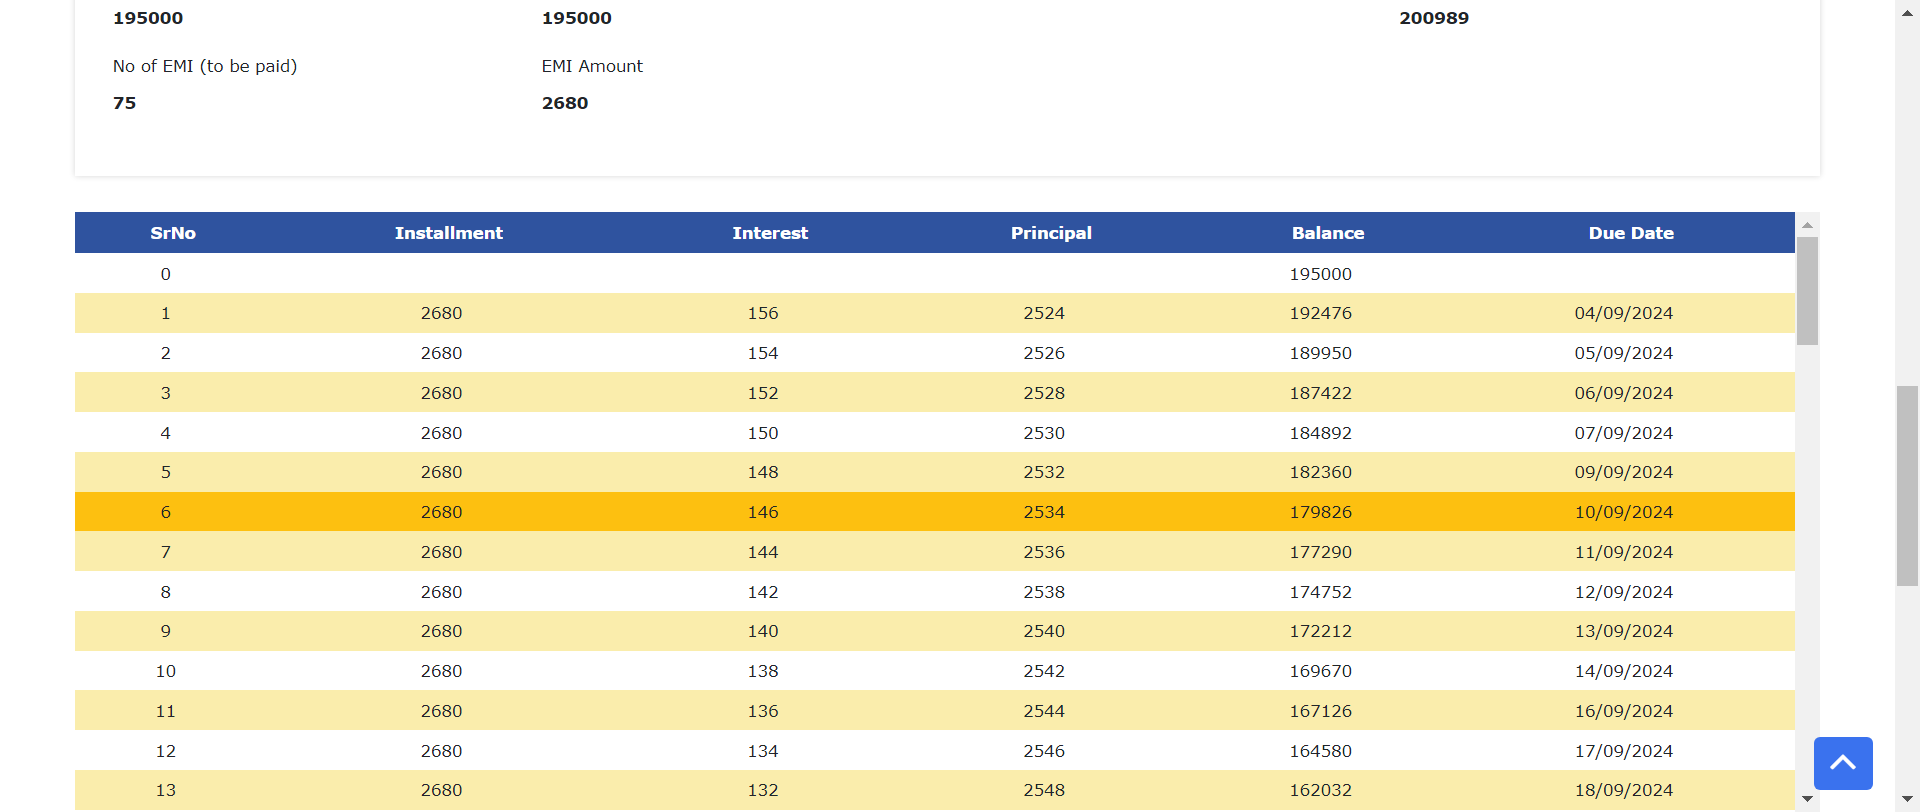 195000 195000 200989
No of EMI (to be paid) EMI Amount
75 2680
SrNo Installment Interest Principal Balance Due Date
0 195000
1 2680 156 2524 192476 04/09/2024
2 2680 154 2526 189950 05/09/2024
3 2680 152 2528 187422 06/09/2024
4 2680 150 2530 184892 07/09/2024
5 2680 148 2532 182360 09/09/2024
6 2680 146 2534 179826 10/09/2024
7 2680 144 2536 177290 11/09/2024
8 2680 142 2538 174752 12/09/2024
9 2680 140 2540 172212 13/09/2024
10 2680 138 2542 169670 14/09/2024
11 2680 136 2544 167126 16/09/2024
12 2680 134 2546 164580 17/09/2024
13 2680 132 2548 162032 18/09/2024